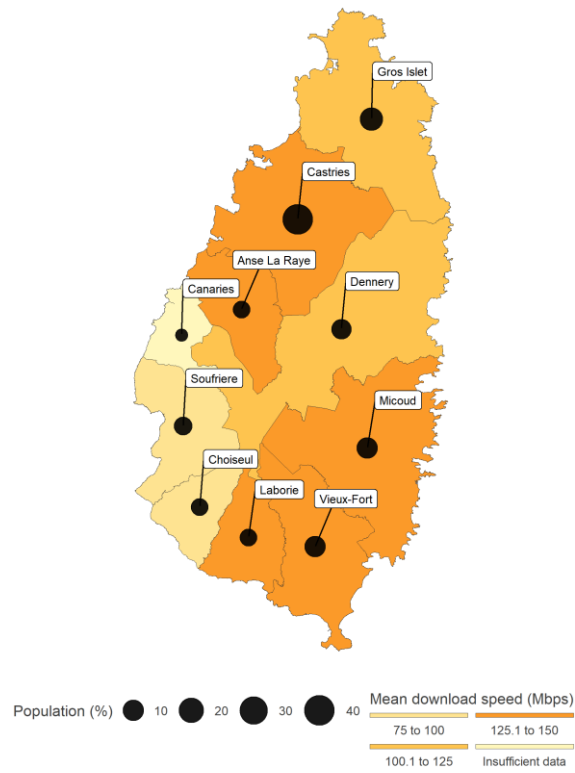 Gros Islet
Castries
Anse La Raye
Canaries
Dennery
Soufriere
Micoud
Choiseul
Laborie
Vieux-Fort
Population (%) 10 20 30 40
Mean download speed (Mbps)
75 to 100 125.1 to 150
100.1 to 125 Insufficient data